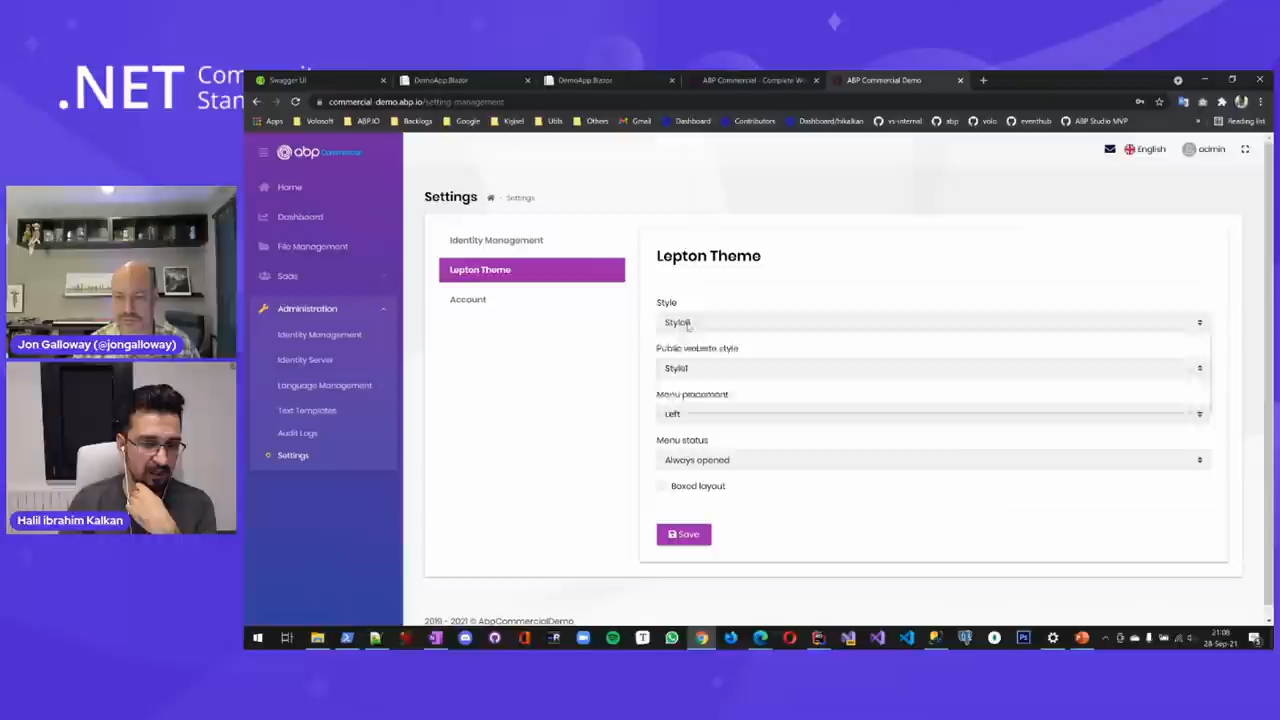 .NET
Swagger UI
DemoApp.Blazor
DemoApp.Blazor
ABP Commercial - Complete W
ABP Commercial Demo
commercial-demo.abp.io/setting-management
Apps
Volosoft
ABP.IO
Backlogs
Google
Kişisel
Utils
Others
Gmail
Dashboard
Contributors
Dashboard/hikalkan
vs-internal
abp
volo
eventhub
ABP Studio MVP
»
Reading list
abp Commercial
English
admin
Home
Dashboard
File Management
Saas
Administration
Identity Management
Identity Server
Language Management
Text Templates
Audit Logs
Settings
Settings
- Settings
Identity Management
Lepton Theme
Account
Lepton Theme
Style
Public website style
Style1
Menu placement
Left
Menu status
Always opened
Boxed layout
Save
2019 - 2021 © AbpCommercialDemo
Jon Galloway (@jongalloway)
Halil ibrahim Kalkan
21:08
28-Sep-21